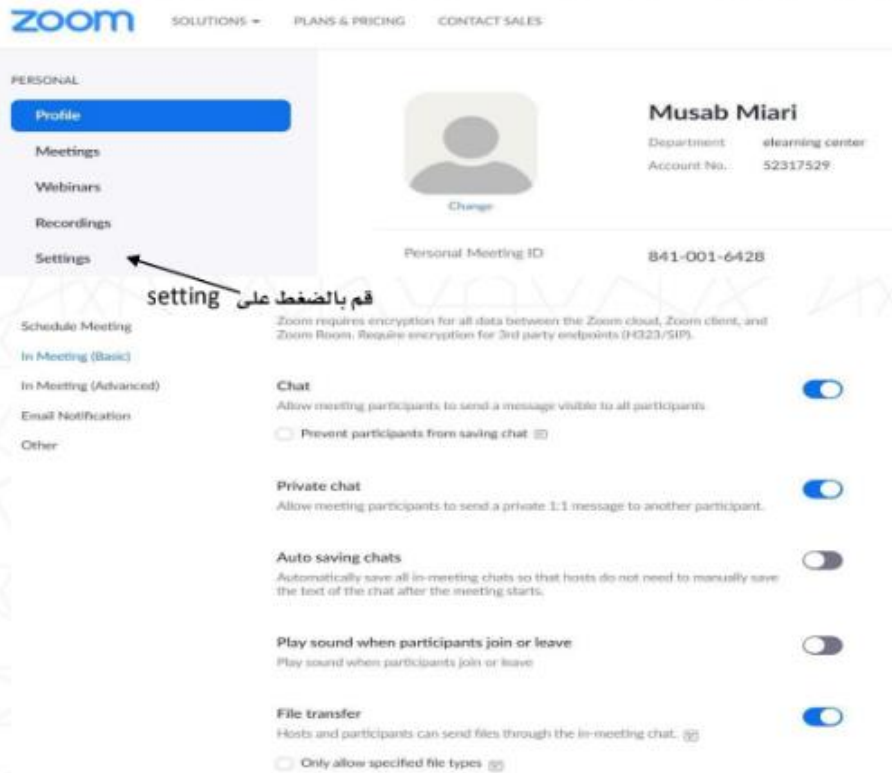 zoom
SOLUTIONS PLANS & PRICING CONTACT SALES
PERSONAL
Profile
Meetings
Webinars
Recordings
Settings
Change
Musab Miari
Department elearning center
Account No. 52317529
Personal Meeting ID 841-001-6428
قم بالضغط على setting
Schedule Meeting
In Meeting (Basic)
In Meeting (Advanced)
Email Notification
Other
Zoom requires encryption for all data between the Zoom cloud, Zoom client, and
Zoom Room. Require encryption for 3rd party endpoints (H323/SIP).
Chat
Allow meeting participants to send a message visible to all participants
Prevent participants from saving chat
Private chat
Allow meeting participants to send a private 1:1 message to another participant.
Auto saving chats
Automatically save all in-meeting chats so that hosts do not need to manually save
the text of the chat after the meeting starts.
Play sound when participants join or leave
Play sound when participants join or leave
File transfer
Hosts and participants can send files through the in-meeting chat.
Only allow specified file types